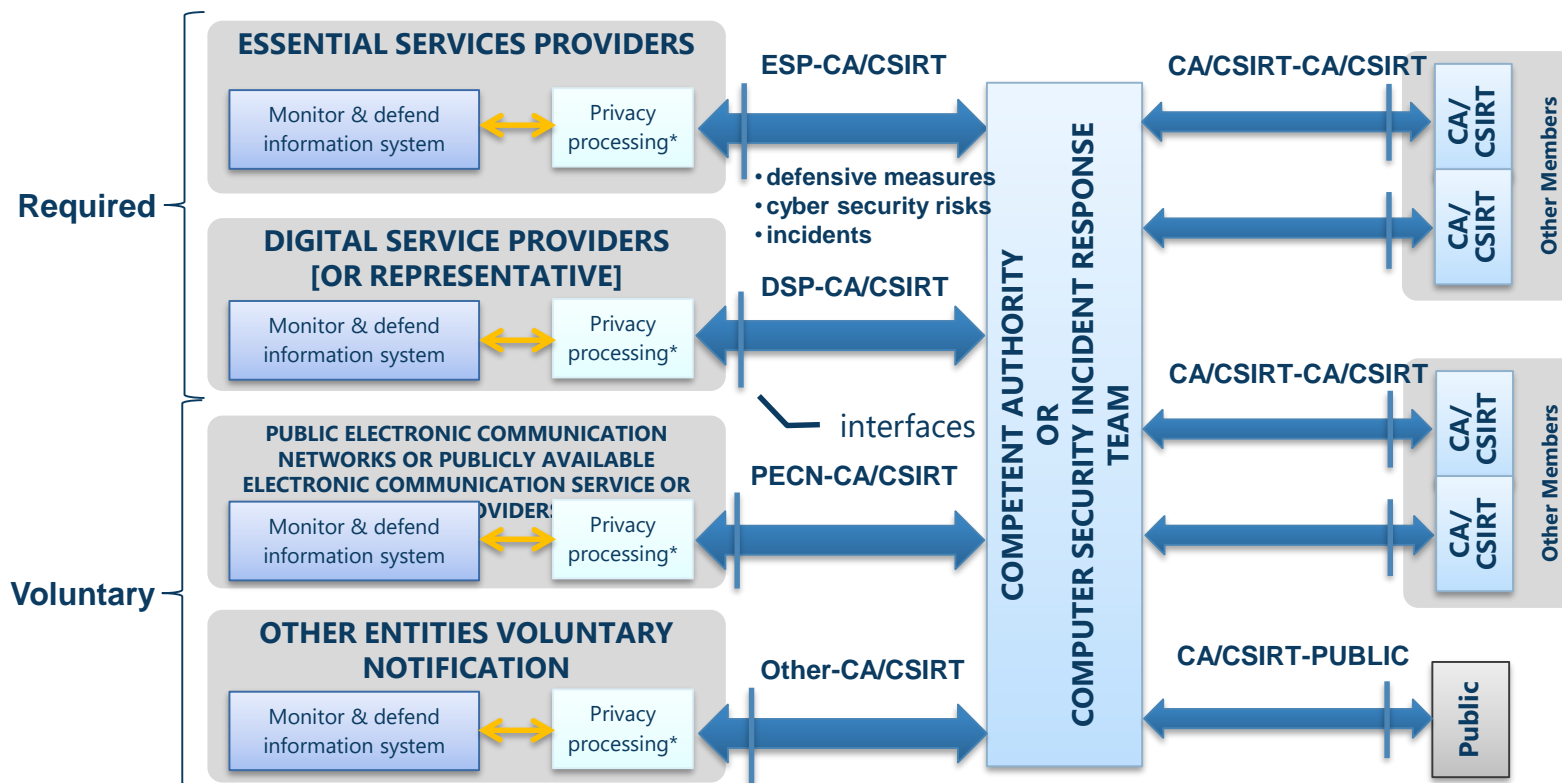 Required
Voluntary
ESSENTIAL SERVICES PROVIDERS
Monitor & defend
information system
Privacy
processing*
ESP-CA/CSIRT
• defensive measures
• cyber security risks
• incidents
DIGITAL SERVICE PROVIDERS
[OR REPRESENTATIVE]
Monitor & defend
information system
Privacy
processing*
DSP-CA/CSIRT
interfaces
PUBLIC ELECTRONIC COMMUNICATION
NETWORKS OR PUBLICLY AVAILABLE
ELECTRONIC COMMUNICATION SERVICE OR
Monitor & defend
information system
Privacy
processing*
PECN-CA/CSIRT
OTHER ENTITIES VOLUNTARY
NOTIFICATION
Monitor & defend
information system
Privacy
processing*
Other-CA/CSIRT
COMPETENT AUTHORITY
OR
COMPUTER SECURITY INCIDENT RESPONSE
TEAM
CA/CSIRT-CA/CSIRT
CA/
CSIRT
CA/
CSIRT
Other Members
CA/CSIRT-CA/CSIRT
CA/
CSIRT
CA/
CSIRT
Other Members
CA/CSIRT-PUBLIC
Public